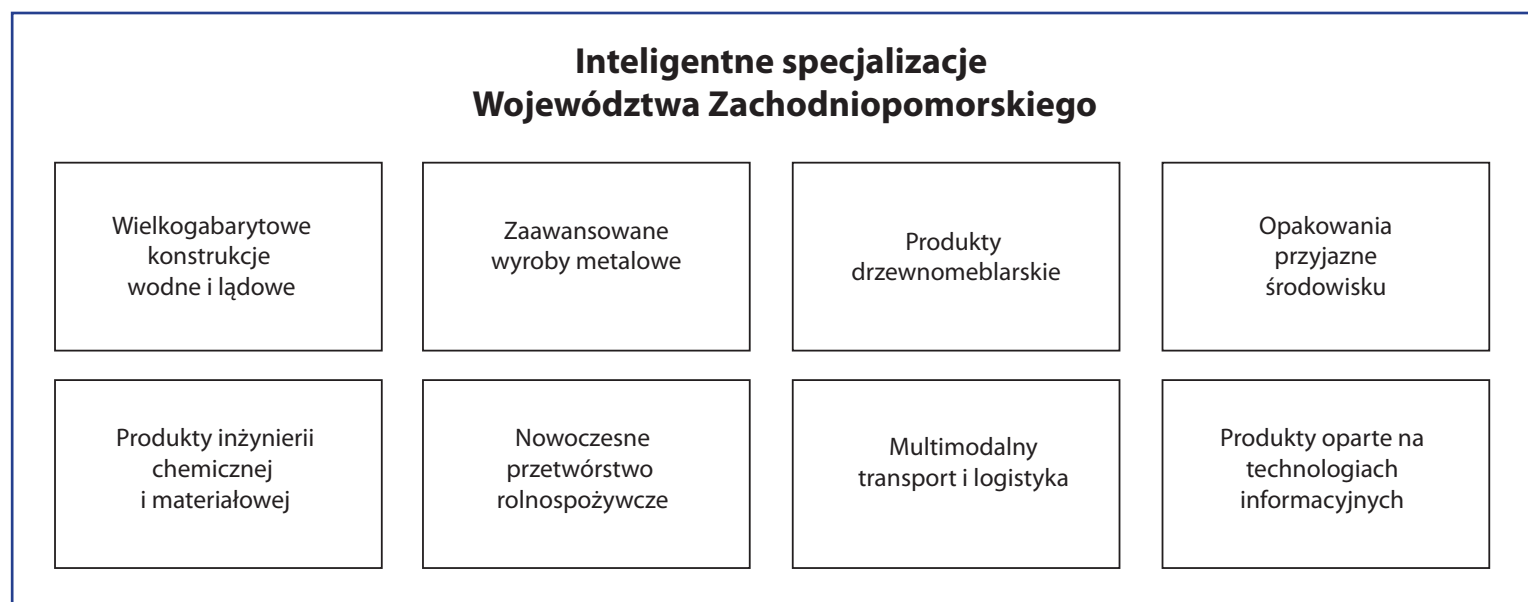 Inteligentne specjalizacje
Województwa Zachodniopomorskiego
Wielkogabarytowe
konstrukcje
wodne i lądowe
Zaawansowane
wyroby metalowe
Produkty
drzewnomeblarskie
Opakowania
przyjazne
środowisku
Produkty inżynierii
chemicznej
i materiałowej
Nowoczesne
przetwórstwo
rolnospożywcze
Multimodalny
transport i logistyka
Produkty oparte na
technologiach
informacyjnych